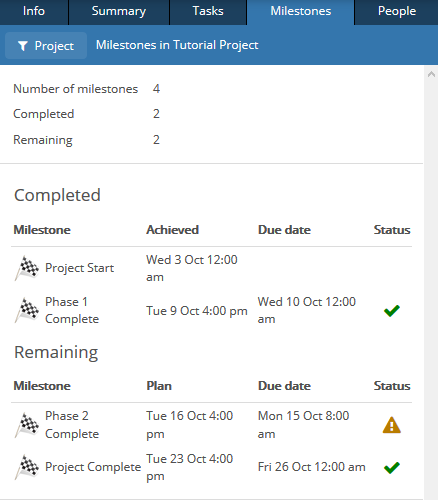 Info Summary Tasks Milestones People
Project Milestones in Tutorial Project
Number of milestones 4
Completed 2
Remaining 2
Completed
Milestone Achieved Due date Status
Project Start Wed 3 Oct 12:00
am
Phase 1 Complete Tue 9 Oct 4:00 pm Wed 10 Oct 12:00
am
Remaining
Milestone Plan Due date Status
Phase 2 Complete Tue 16 Oct 4:00 pm Mon 15 Oct 8:00 am
Project Complete Tue 23 Oct 4:00 pm Fri 26 Oct 12:00 am